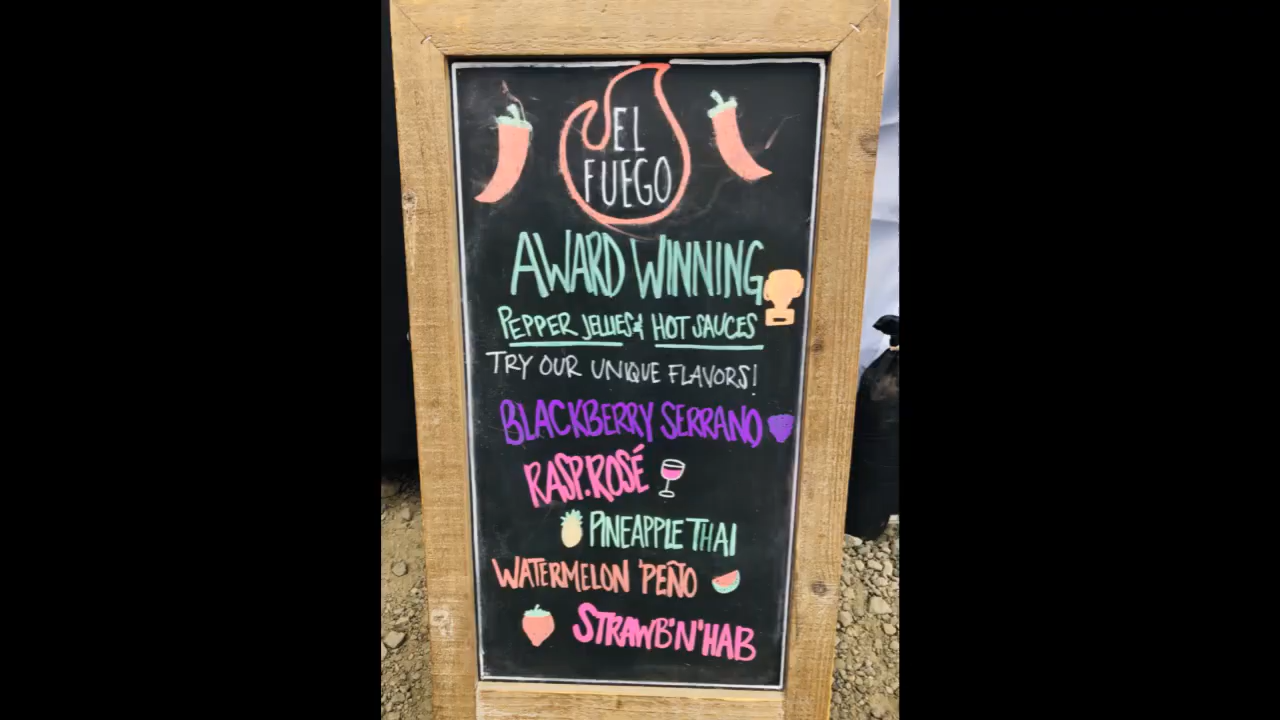 EL
FUEGO
AWARD WINNING
PEPPER JELLIES & HOT SAUCES
TRY OUR UNIQUE FLAVORS!
BLACKBERRY SERRANO
RASP. ROSÉ
PINEAPPLE THAI
WATERMELON 'PEÑO
STRAWB'N'HAB